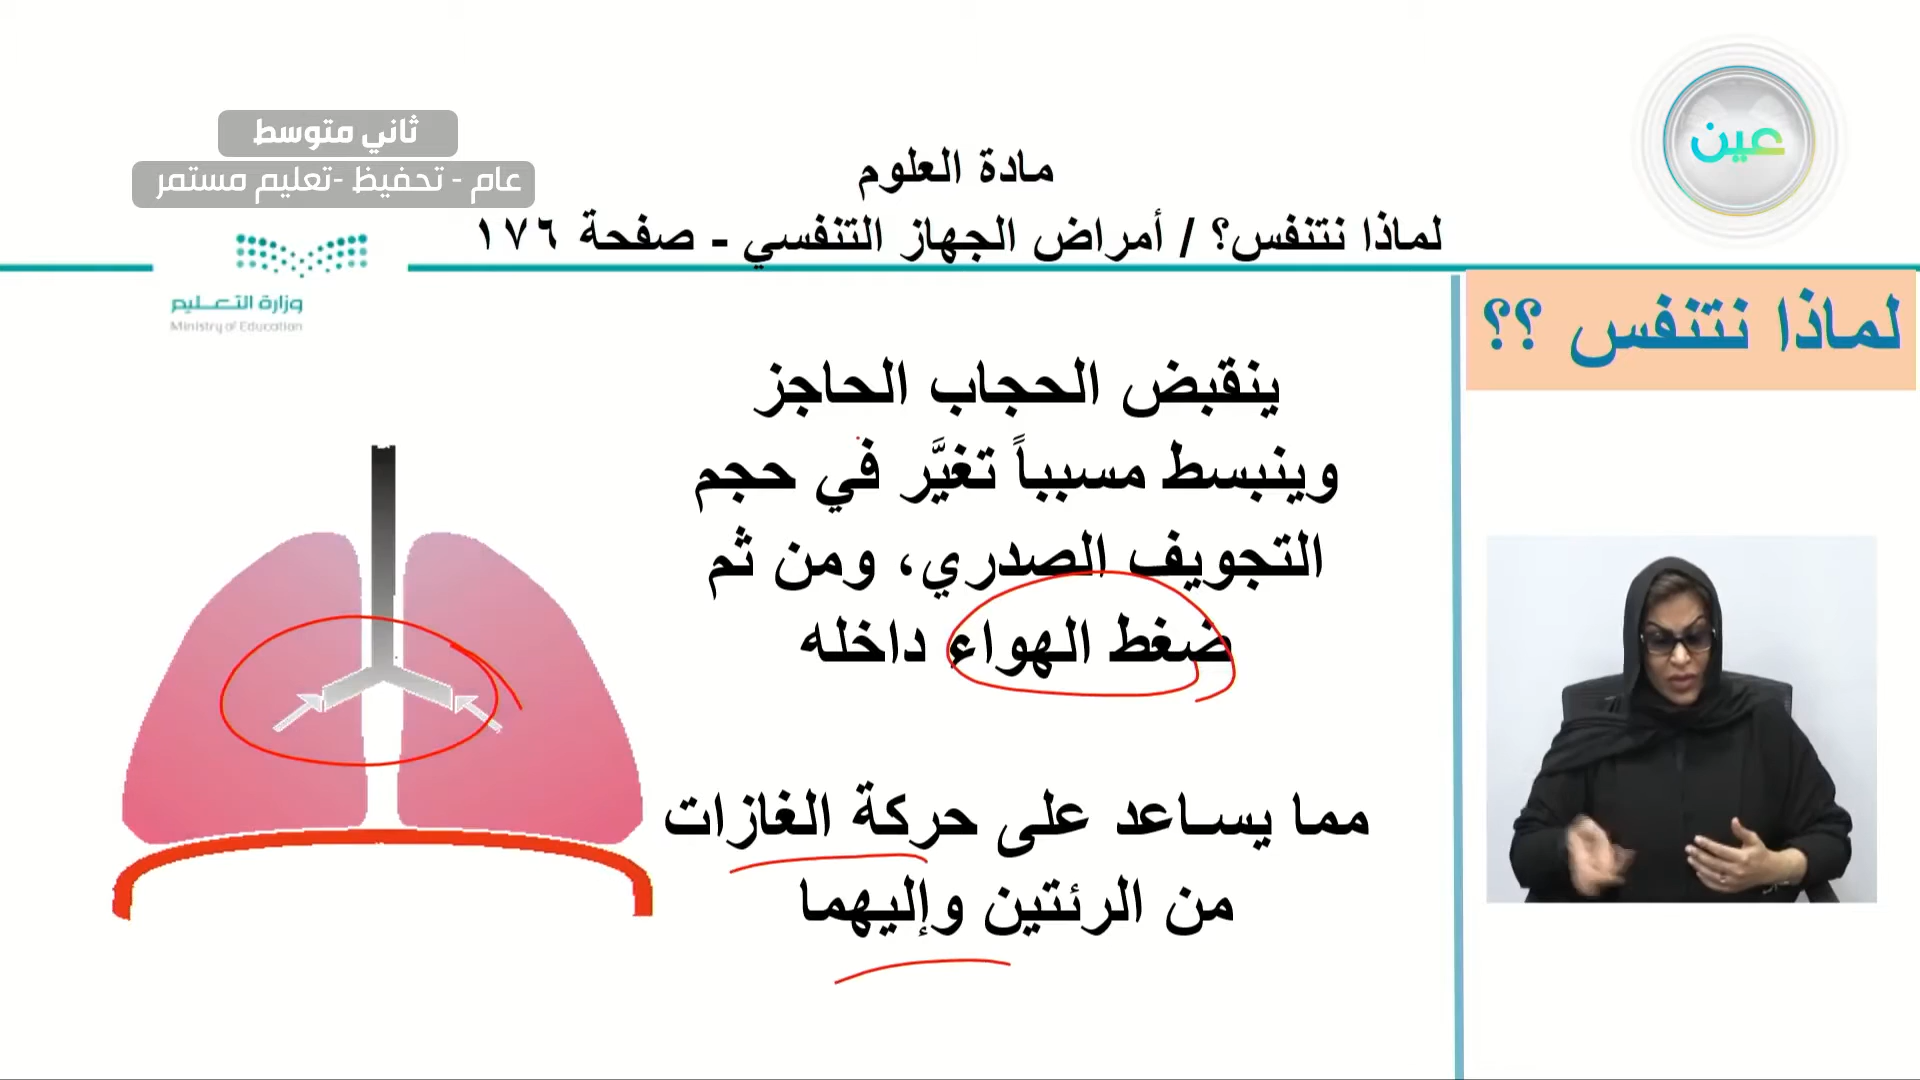 عين
ثاني متوسط
عام - تحفيظ -تعليم مستمر
مادة العلوم
لماذا نتنفس؟ / أمراض الجهاز التنفسي - صفحة ١٧٦
وزارة التعليم
Ministry of Education
لماذا نتنفس ؟؟
ينقبض الحجاب الحاجز
وينبسط مسبباً تغيَّر في حجم
التجويف الصدري، ومن ثم
ضغط الهواء داخله
مما يساعد على حركة الغازات
من الرئتين وإليهما